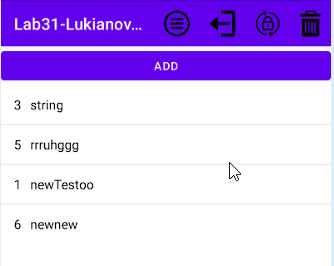 Lab31-Lukianov...
ADD
3 string
5 rrruhggg
1 newTestoo
6 newnew